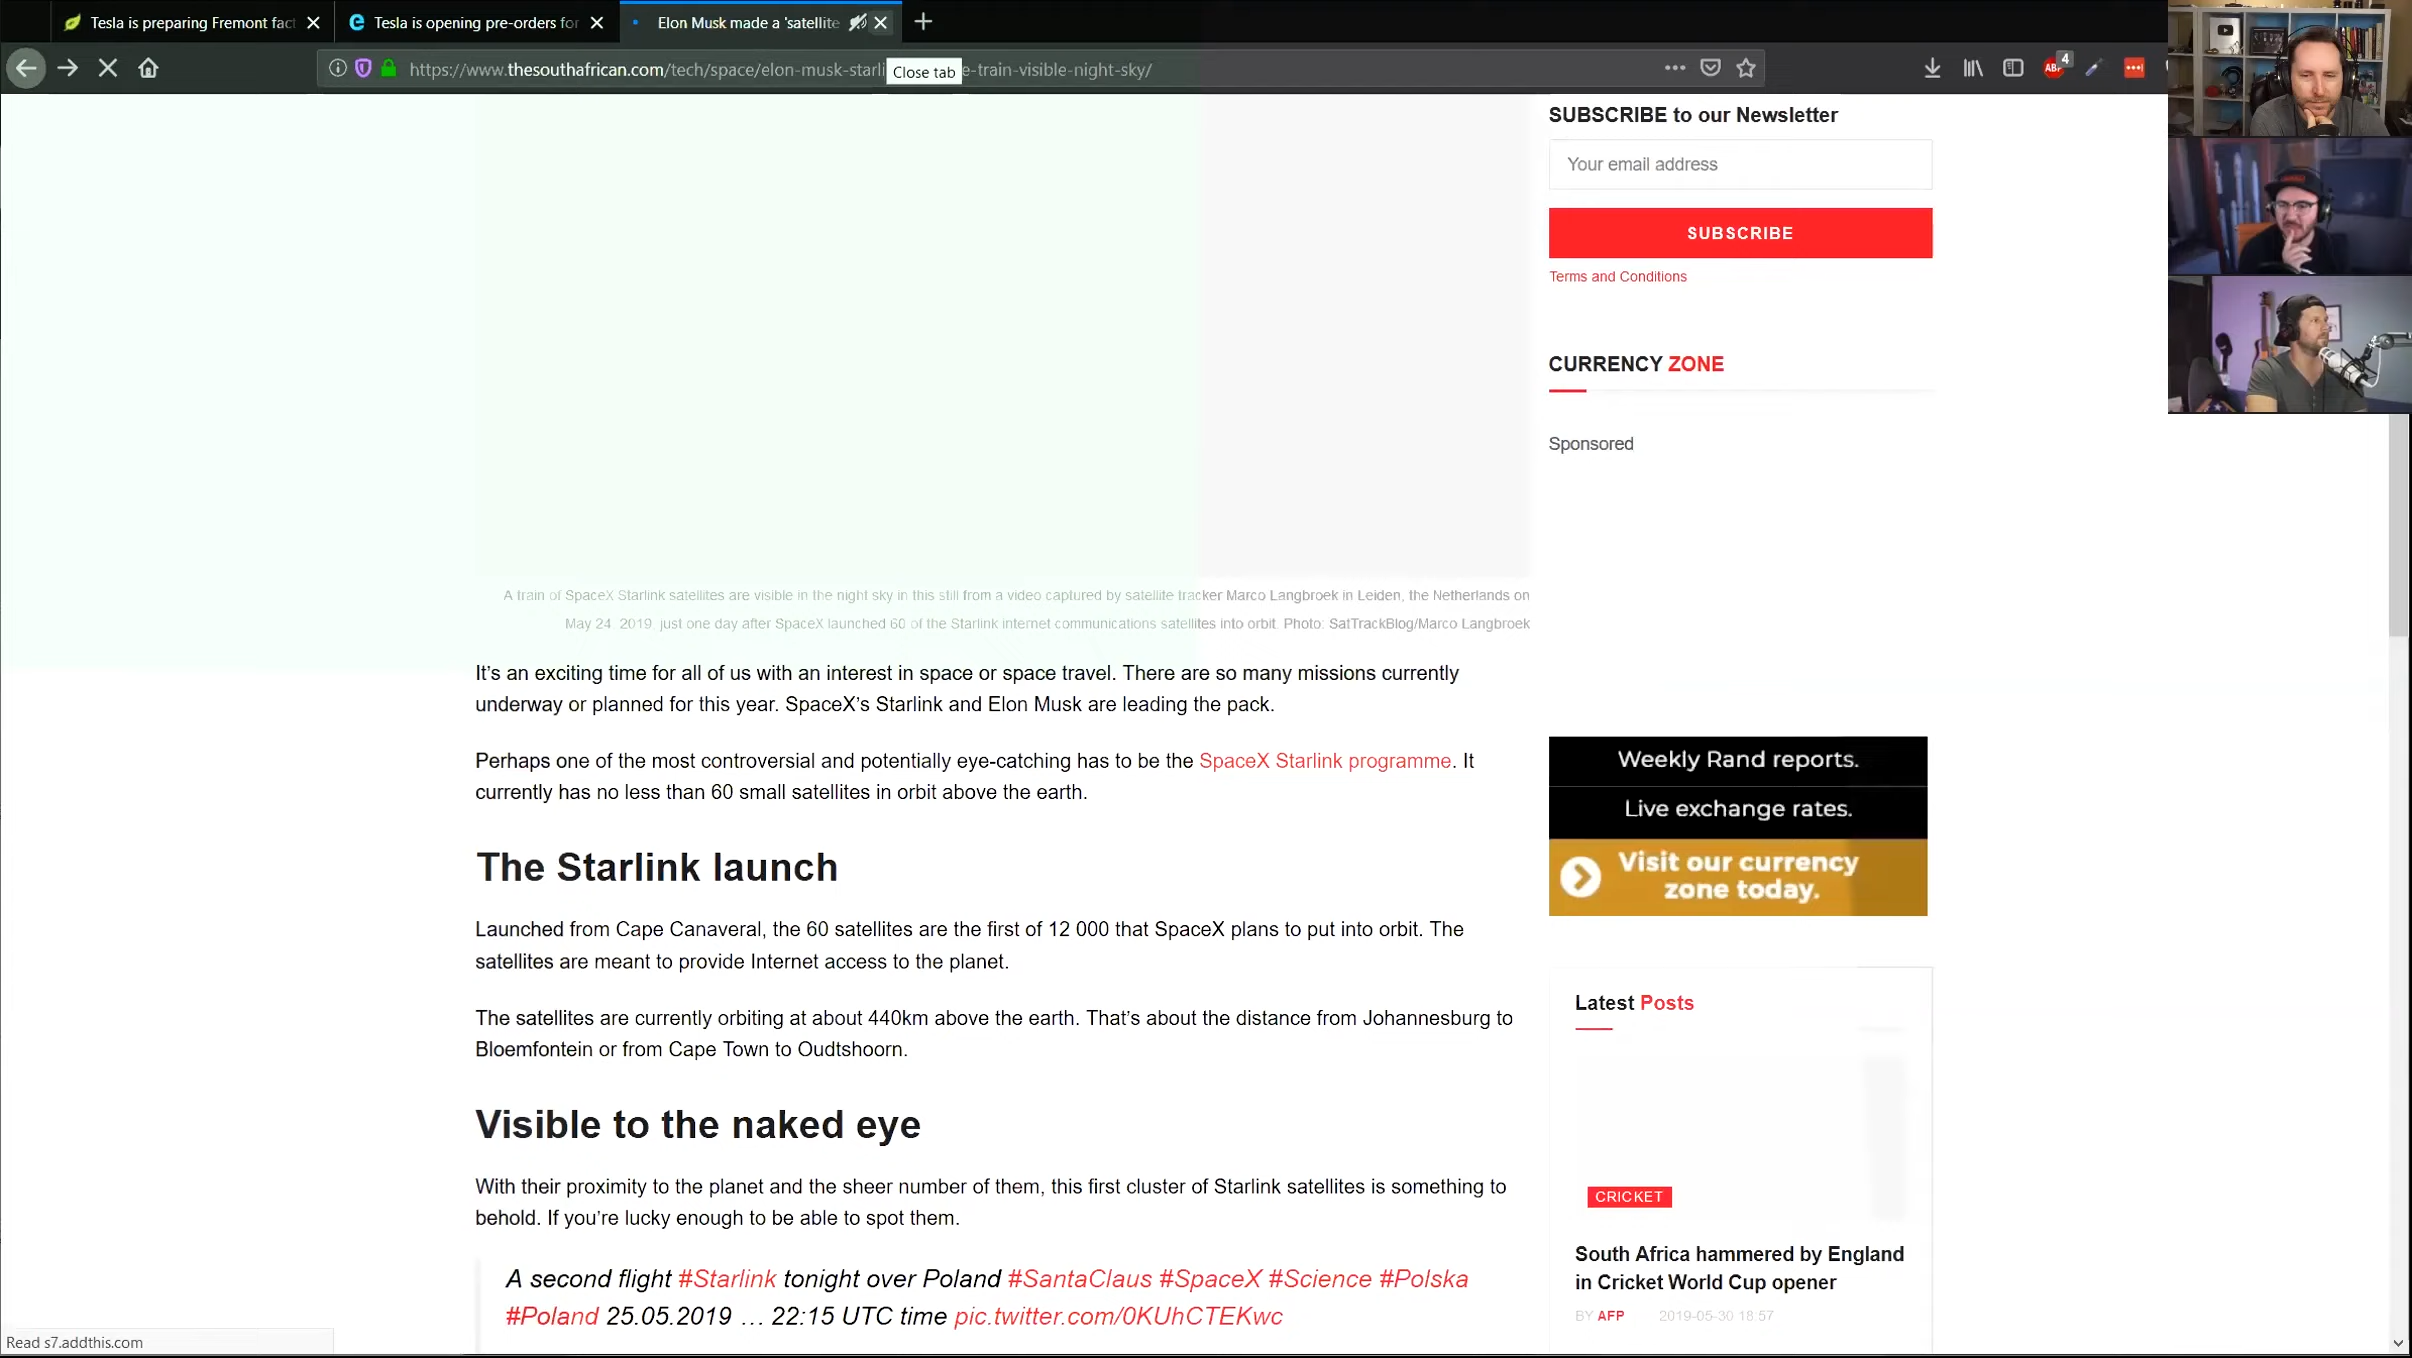 Tesla is preparing Fremont fact
Tesla is opening pre-orders for
Elon Musk made a 'satellite
https://www.thesouthafrican.com/tech/space/elon-musk-starli
Close tab
e-train-visible-night-sky/
ABP
4
SUBSCRIBE to our Newsletter
Your email address
SUBSCRIBE
Terms and Conditions
CURRENCY ZONE
Sponsored
A train of SpaceX Starlink satellites are visible in the night sky in this still from a video captured by satellite tracker Marco Langbroek in Leiden, the Netherlands on
May 24, 2019, just one day after SpaceX launched 60 of the Starlink internet communications satellites into orbit. Photo: SatTrackBlog/Marco Langbroek
It's an exciting time for all of us with an interest in space or space travel. There are so many missions currently
underway or planned for this year. SpaceX's Starlink and Elon Musk are leading the pack.
Perhaps one of the most controversial and potentially eye-catching has to be the SpaceX Starlink programme. It
currently has no less than 60 small satellites in orbit above the earth.
The Starlink launch
Launched from Cape Canaveral, the 60 satellites are the first of 12 000 that SpaceX plans to put into orbit. The
satellites are meant to provide Internet access to the planet.
The satellites are currently orbiting at about 440km above the earth. That's about the distance from Johannesburg to
Bloemfontein or from Cape Town to Oudtshoorn.
Visible to the naked eye
With their proximity to the planet and the sheer number of them, this first cluster of Starlink satellites is something to
behold. If you're lucky enough to be able to spot them.
A second flight #Starlink tonight over Poland #SantaClaus #SpaceX #Science #Polska
#Poland 25.05.2019 … 22:15 UTC time pic.twitter.com/0KUhCTEKwc
Weekly Rand reports.
Live exchange rates.
Visit our currency
zone today.
Latest Posts
CRICKET
South Africa hammered by England
in Cricket World Cup opener
BY AFP 2019-05-30 18:57
Read s7.addthis.com